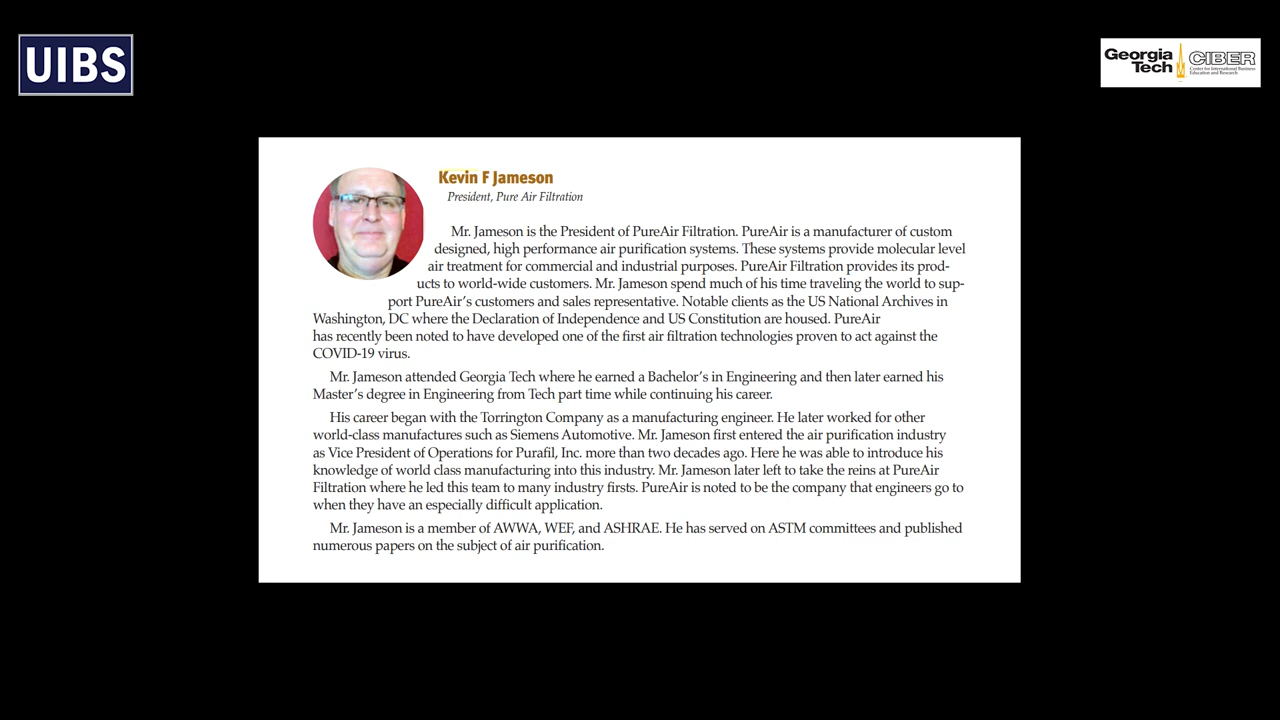 UIBS
Georgia
Tech
CIBER
Center for International Business
Education and Research
Kevin F Jameson
President, Pure Air Filtration
Mr. Jameson is the President of PureAir Filtration. PureAir is a manufacturer of custom
designed, high performance air purification systems. These systems provide molecular level
air treatment for commercial and industrial purposes. PureAir Filtration provides its prod-
ucts to world-wide customers. Mr. Jameson spend much of his time traveling the world to sup-
port PureAir's customers and sales representative. Notable clients as the US National Archives in
Washington, DC where the Declaration of Independence and US Constitution are housed. PureAir
has recently been noted to have developed one of the first air filtration technologies proven to act against the
COVID-19 virus.
Mr. Jameson attended Georgia Tech where he earned a Bachelor's in Engineering and then later earned his
Master's degree in Engineering from Tech part time while continuing his career.
His career began with the Torrington Company as a manufacturing engineer. He later worked for other
world-class manufactures such as Siemens Automotive. Mr. Jameson first entered the air purification industry
as Vice President of Operations for Purafil, Inc. more than two decades ago. Here he was able to introduce his
knowledge of world class manufacturing into this industry. Mr. Jameson later left to take the reins at PureAir
Filtration where he led this team to many industry firsts. PureAir is noted to be the company that engineers go to
when they have an especially difficult application.
Mr. Jameson is a member of AWWA, WEF, and ASHRAE. He has served on ASTM committees and published
numerous papers on the subject of air purification.